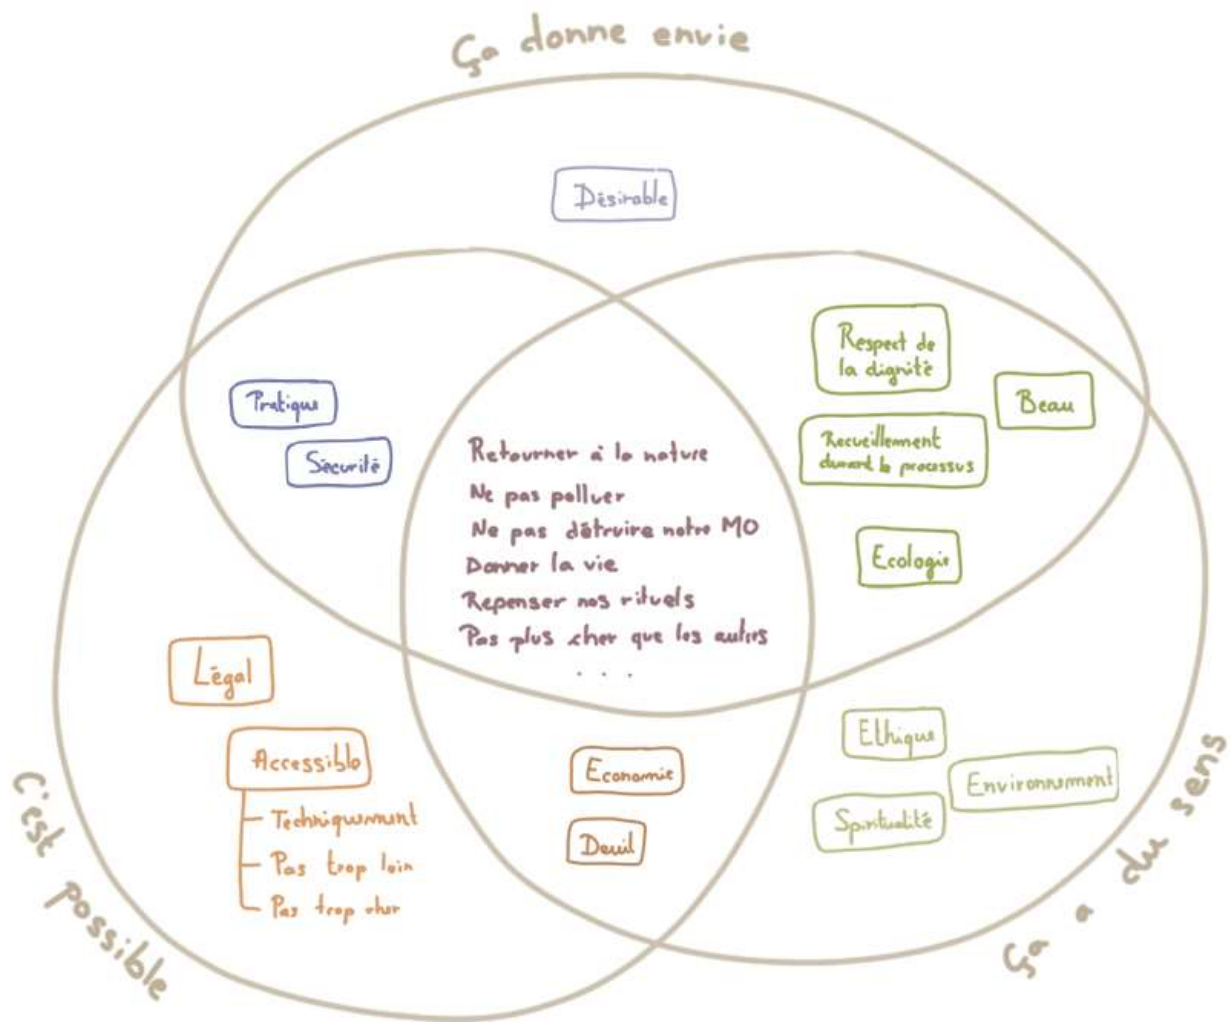 Ça donne envie
Désirable
Respect de
la dignité
Beau
Pratique
Sécurité
Recueillement
durant le processus
Retourner à la nature
Ne pas polluer
Ne pas détruire notre MO
Donner la vie
Repenser nos rituels
Pas plus cher que les autres
. . .
Ecologie
Légal
Accessible
Techniquement
Pas trop loin
Pas trop cher
Economie
Deuil
Ethique
Environnement
Spiritualité
C'est possible
Ça a du sens